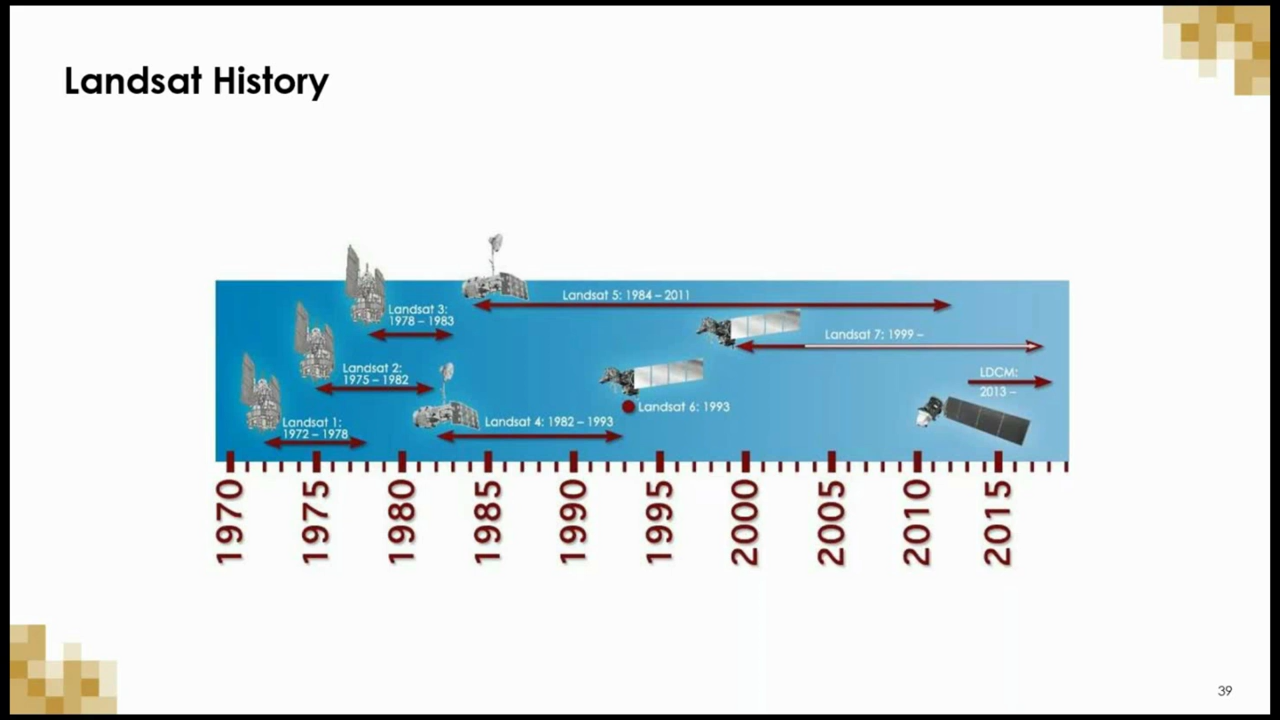 Landsat History
Landsat 5: 1984 – 2011
Landsat 3:
1978 – 1983
Landsat 7: 1999 –
Landsat 2:
1975 – 1982
LDCM:
2013 –
Landsat 6: 1993
Landsat 1:
1972 – 1978
Landsat 4: 1982 – 1993
1970
1975
1980
1985
1990
1995
2000
2005
2010
2015
39